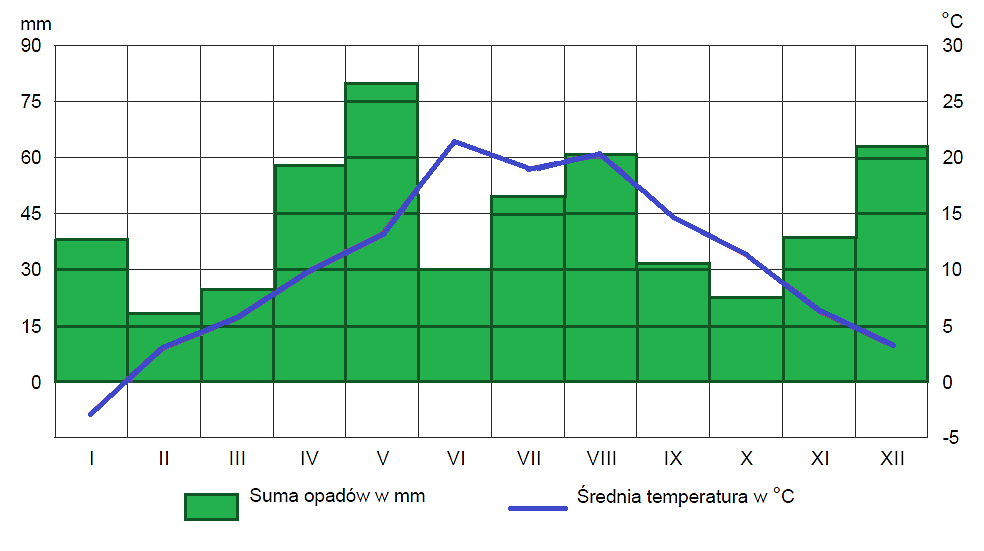 mm °C
90 30
75 25
60 20
45 15
30 10
15 5
0 0
-5
I II III IV V VI VII VIII IX X XI XII
Suma opadów w mm Średnia temperatura w °C